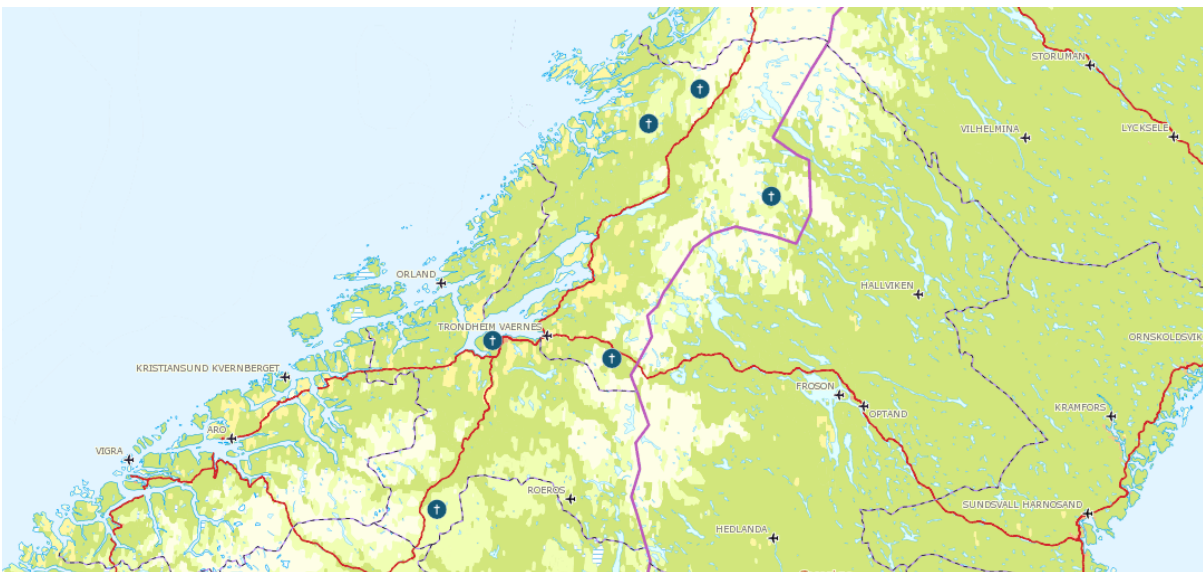 STORUMAN
VILHELMINA
LYCKSELE
ORLAND
HALLVIKEN
TRONDHEIM VAERNES
ORNSKOLDSVIK
KRISTIANSUND KVERNBERGET
FROSON
OPTAND
KRAMFORS
ARO
VIGRA
ROEROS
SUNDSVALL HARNOSAND
HEDLANDA